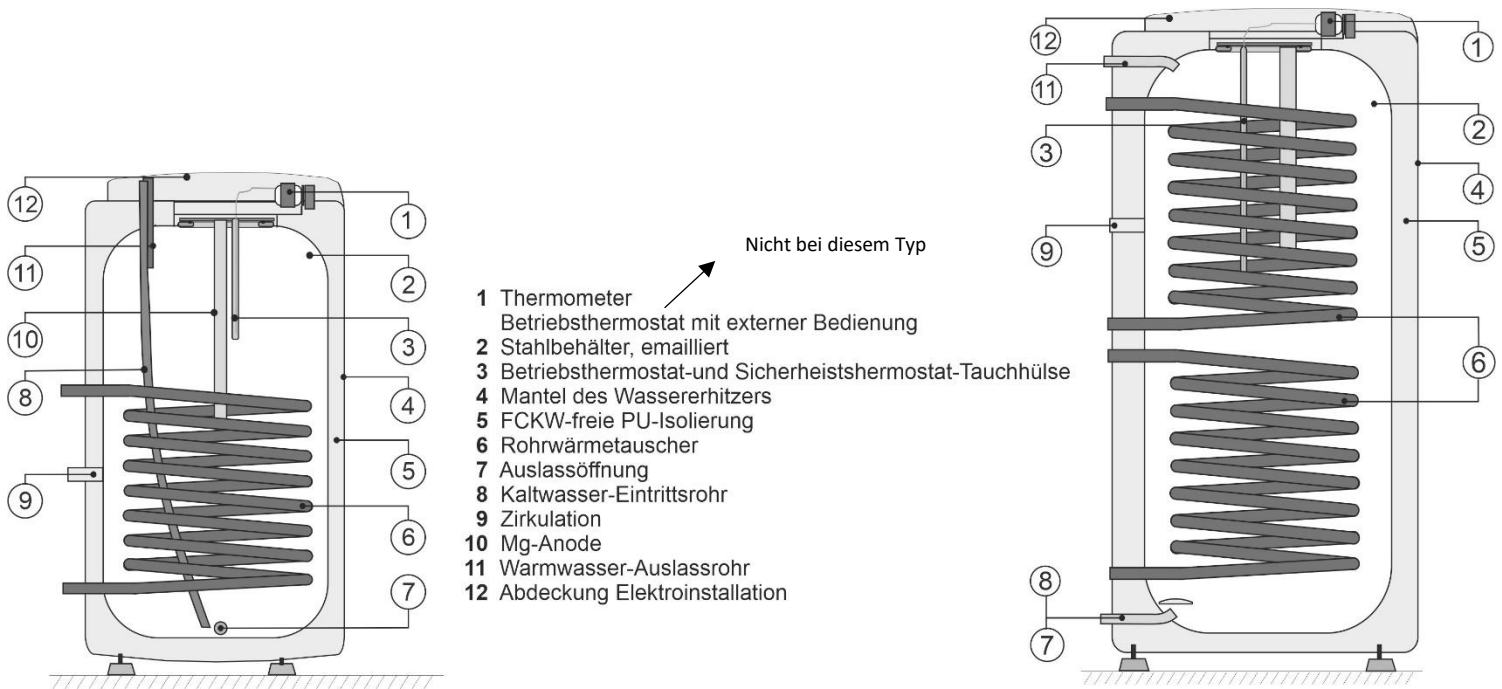 12
11
10
8
9
1
2
3
4
5
6
7
Nicht bei diesem Typ
1 Thermometer
Betriebsthermostat mit externer Bedienung
2 Stahlbehälter, emailliert
3 Betriebsthermostat-und Sicherheistshermostat-Tauchhülse
4 Mantel des Wassererhitzers
5 FCKW-freie PU-Isolierung
6 Rohrwärmetauscher
7 Auslassöffnung
8 Kaltwasser-Eintrittsrohr
9 Zirkulation
10 Mg-Anode
11 Warmwasser-Auslassrohr
12 Abdeckung Elektroinstallation
12
11
3
9
8
7
1
2
4
5
6